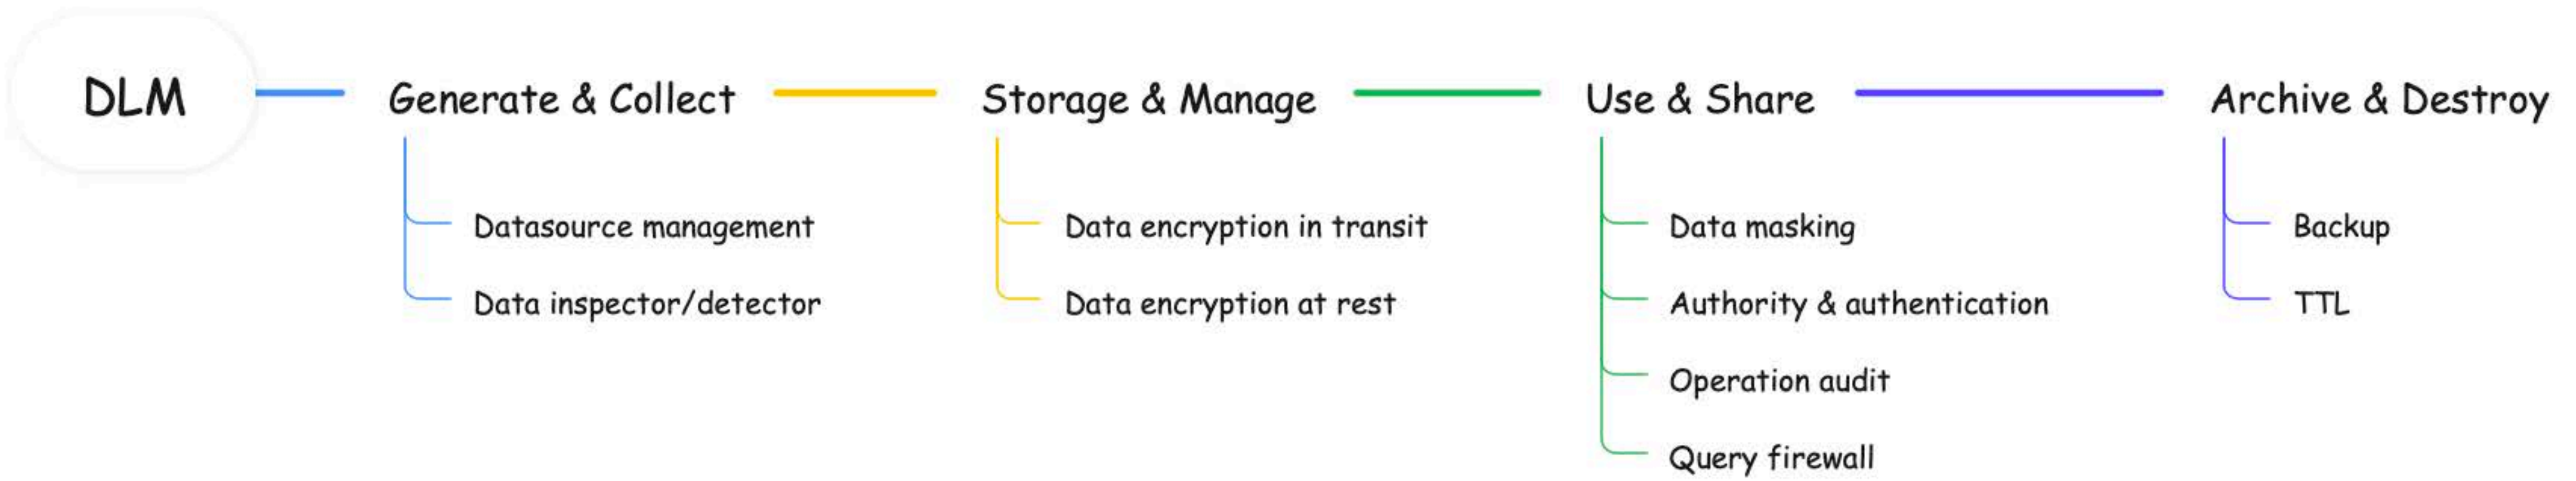 DLM
Generate & Collect
Datasource management
Data inspector/detector
Storage & Manage
Data encryption in transit
Data encryption at rest
Use & Share
Data masking
Authority & authentication
Operation audit
Query firewall
Archive & Destroy
Backup
TTL